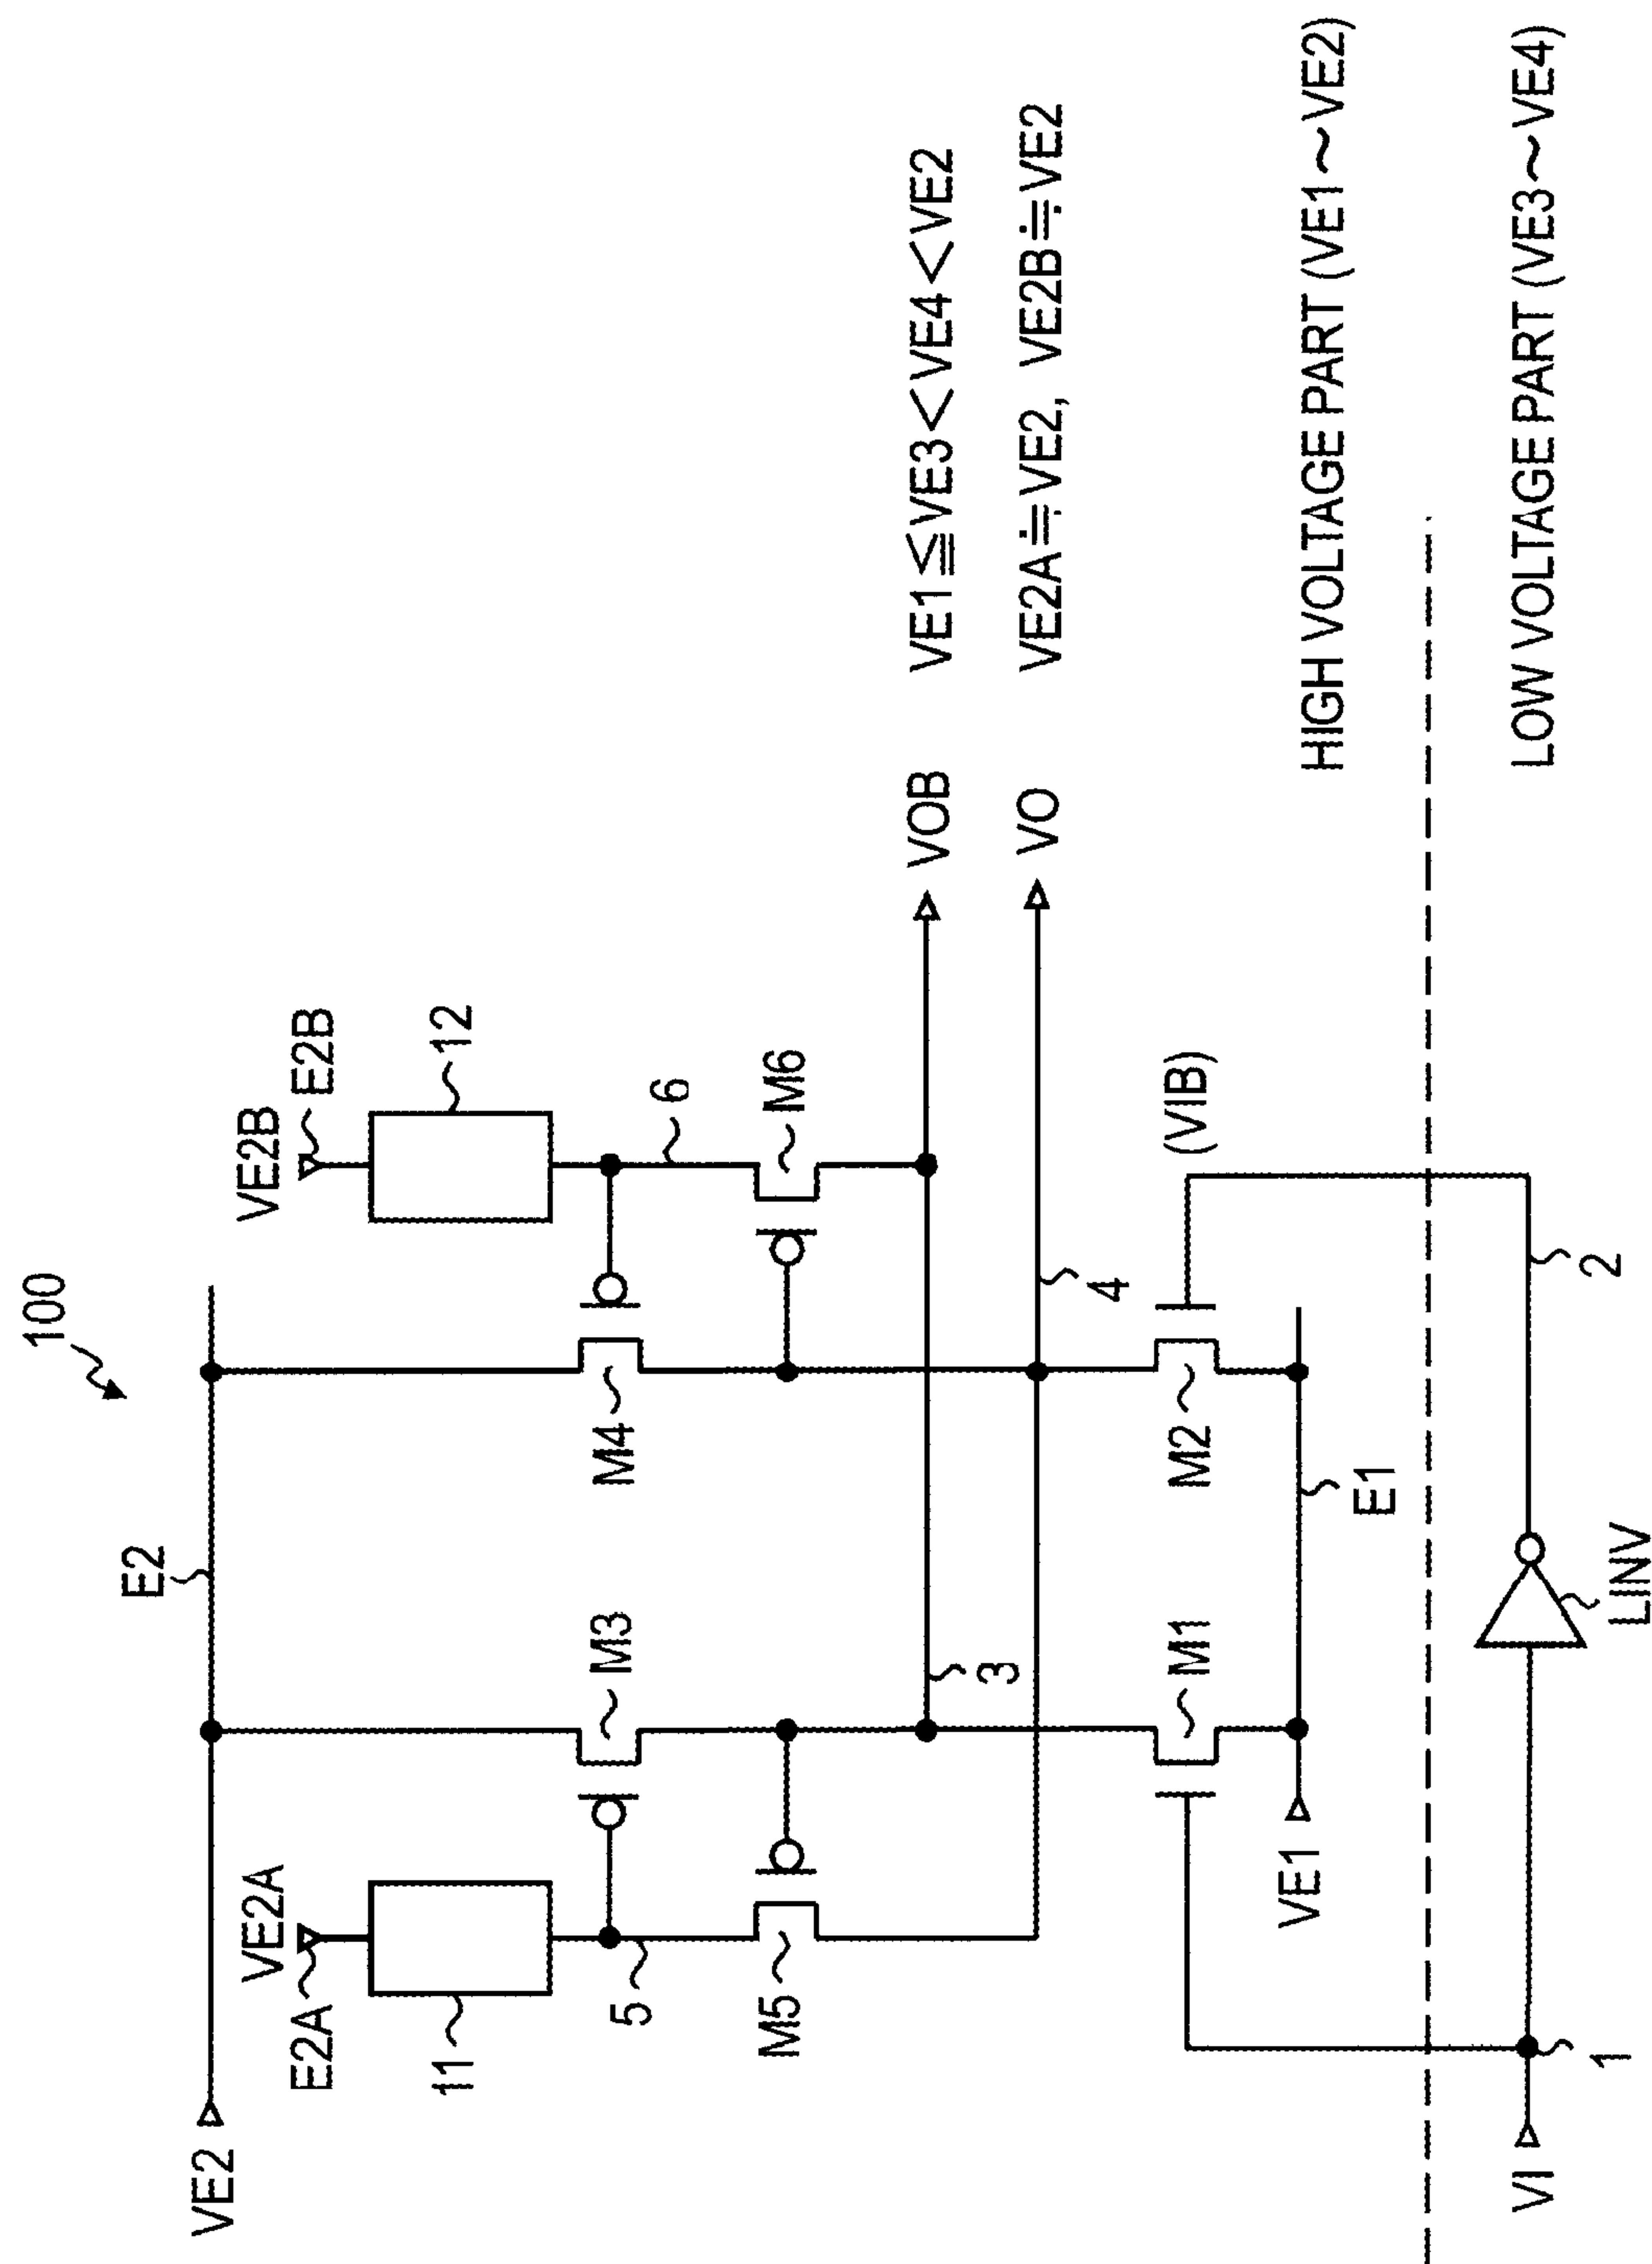 100
VE2
E2
VE2A
E2A
11
5
M5
M3
M4
VE2B
E2B
12
6
M6
VOB
VO
3
4
VE1≦VE3<VE4<VE2
VE2A≒VE2, VE2B≒VE2
M1
M2
(VIB)
VE1
E1
HIGH VOLTAGE PART (VE1~VE2)
LOW VOLTAGE PART (VE3~VE4)
VI
1
LINV
2